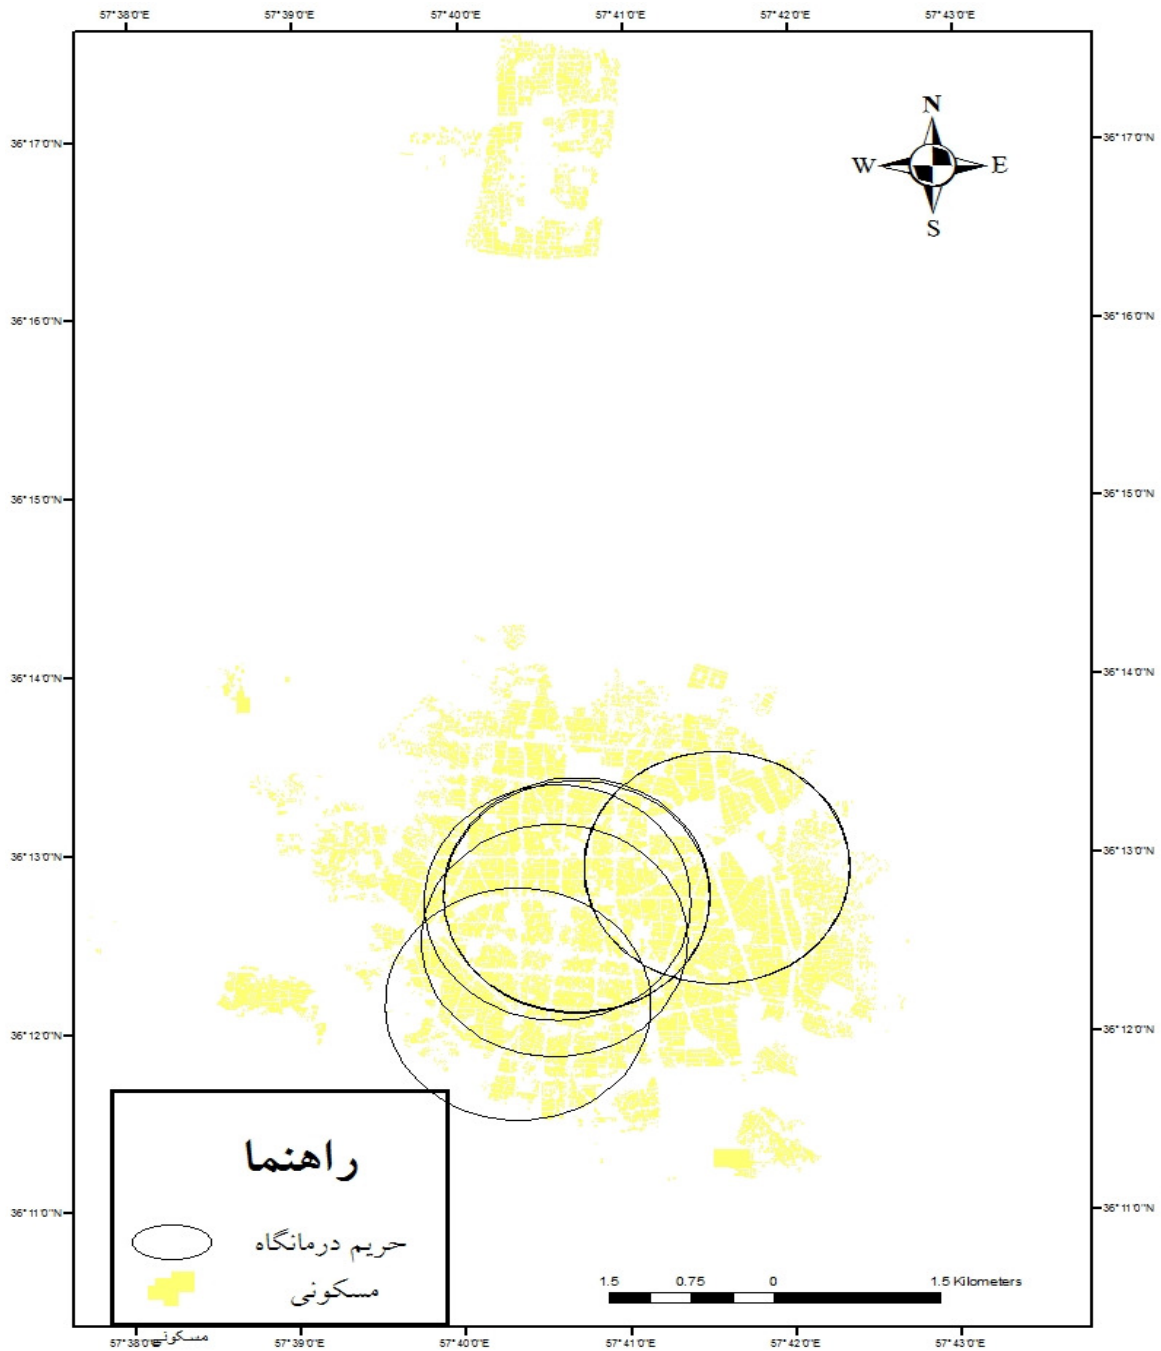 57°38'0"E 57°39'0"E 57°40'0"E 57°41'0"E 57°42'0"E 57°43'0"E
N
W E
S
36°17'0"N 36°17'0"N
36°16'0"N 36°16'0"N
36°15'0"N 36°15'0"N
36°14'0"N 36°14'0"N
36°13'0"N 36°13'0"N
36°12'0"N 36°12'0"N
36°11'0"N 36°11'0"N
راهنما
حریم درمانگاه
مسکونی
1.5 0.75 0 1.5 Kilometers
مسکونی
57°38'0"E 57°39'0"E 57°40'0"E 57°41'0"E 57°42'0"E 57°43'0"E